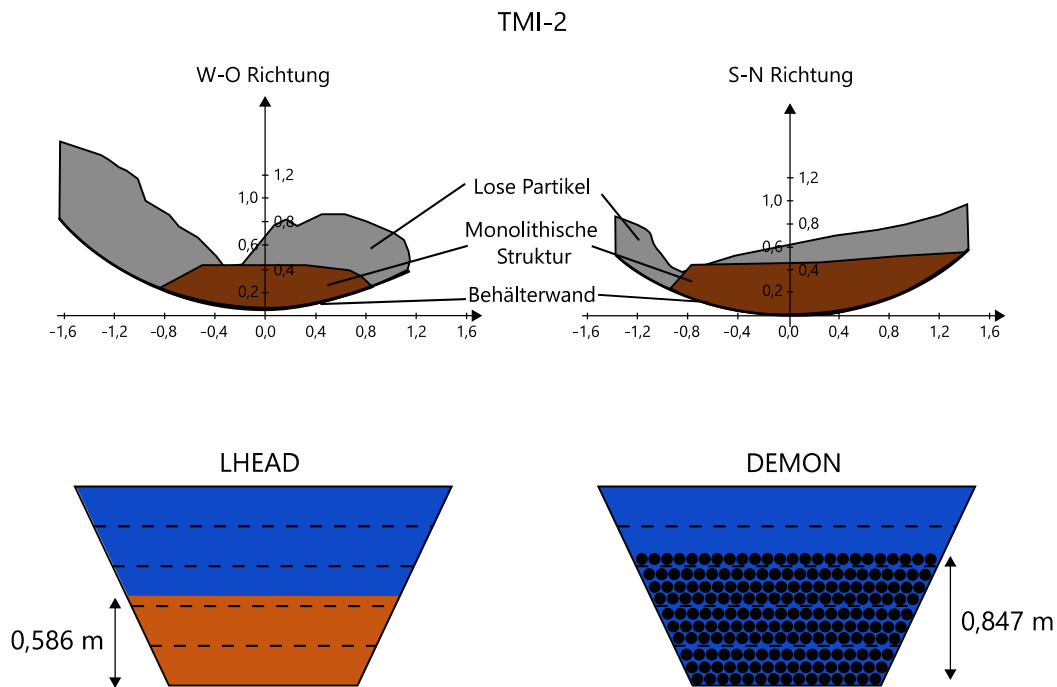 TMI-2
W-O Richtung
S-N Richtung
1,2
1,0
0,8
0,6
0,4
0,2
-1,6 -1,2 -0,8 -0,4 0,0 0,4 0,8 1,2 1,6
Lose Partikel
Monolithische
Struktur
Behälterwand
1,2
1,0
0,8
0,6
0,4
0,2
-1,6 -1,2 -0,8 -0,4 0,0 0,4 0,8 1,2 1,6
LHEAD
0,586 m
DEMON
0,847 m